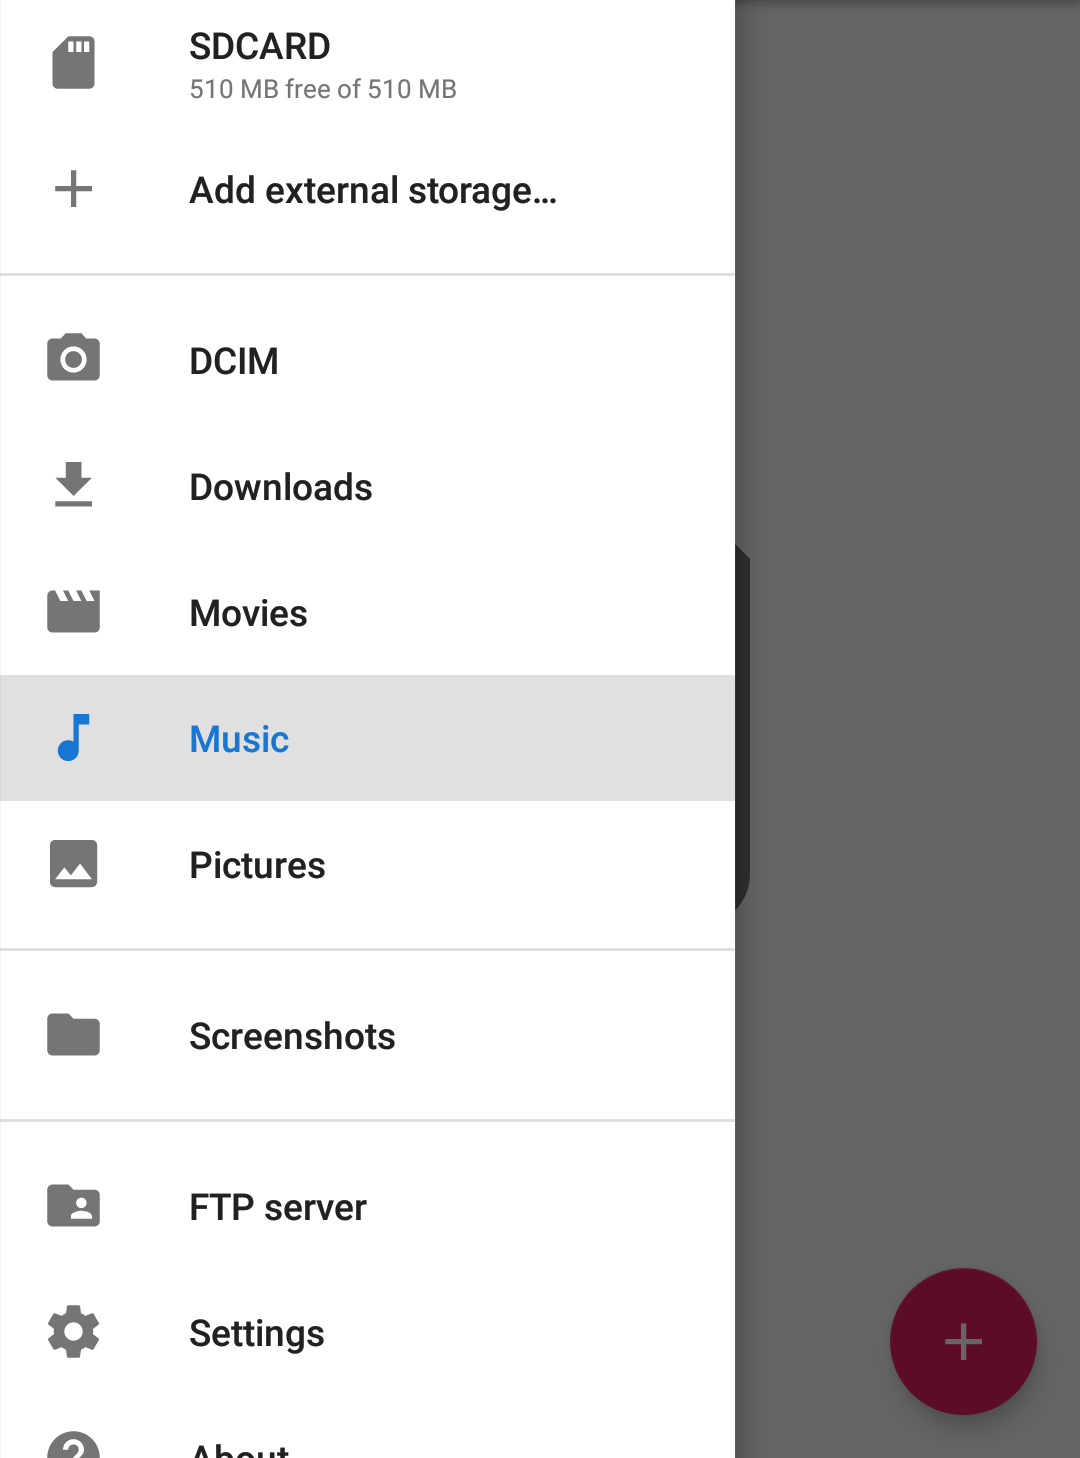 SDCARD
510 MB free of 510 MB
Add external storage...
DCIM
Downloads
Movies
Music
Pictures
Screenshots
FTP server
Settings
About